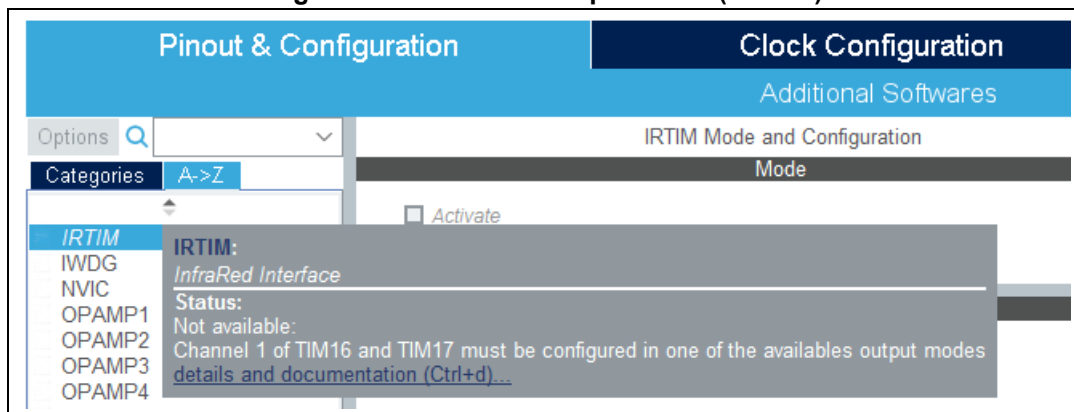 Pinout & Configuration
Clock Configuration
Additional Softwares
Options
IRTIM Mode and Configuration
Categories
A->Z
Mode
Activate
IRTIM
IWDG
NVIC
OPAMP1
OPAMP2
OPAMP3
OPAMP4
IRTIM:
InfraRed Interface
Status:
Not available:
Channel 1 of TIM16 and TIM17 must be configured in one of the availables output modes
details and documentation (Ctrl+d)...